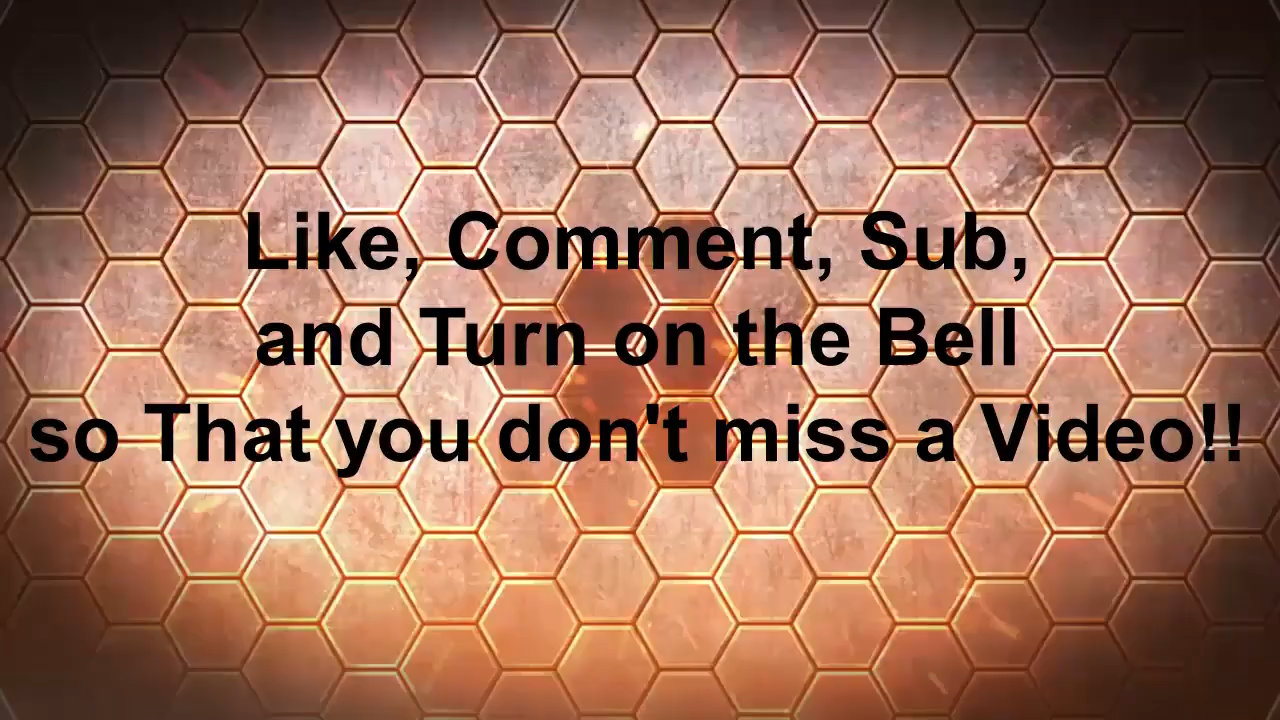 Like, Comment, Sub,
and Turn on the Bell
so That you don't miss a Video!!